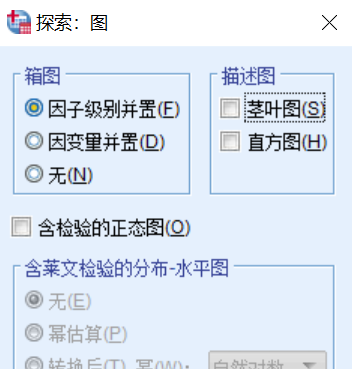 探索：图
箱图
因子级别并置(F)
因变量并置(D)
无(N)
描述图
茎叶图(S)
直方图(H)
含检验的正态图(O)
含莱文检验的分布-水平图
无(E)
幂估算(P)
转换后(T) 幂(W)： 自然对数